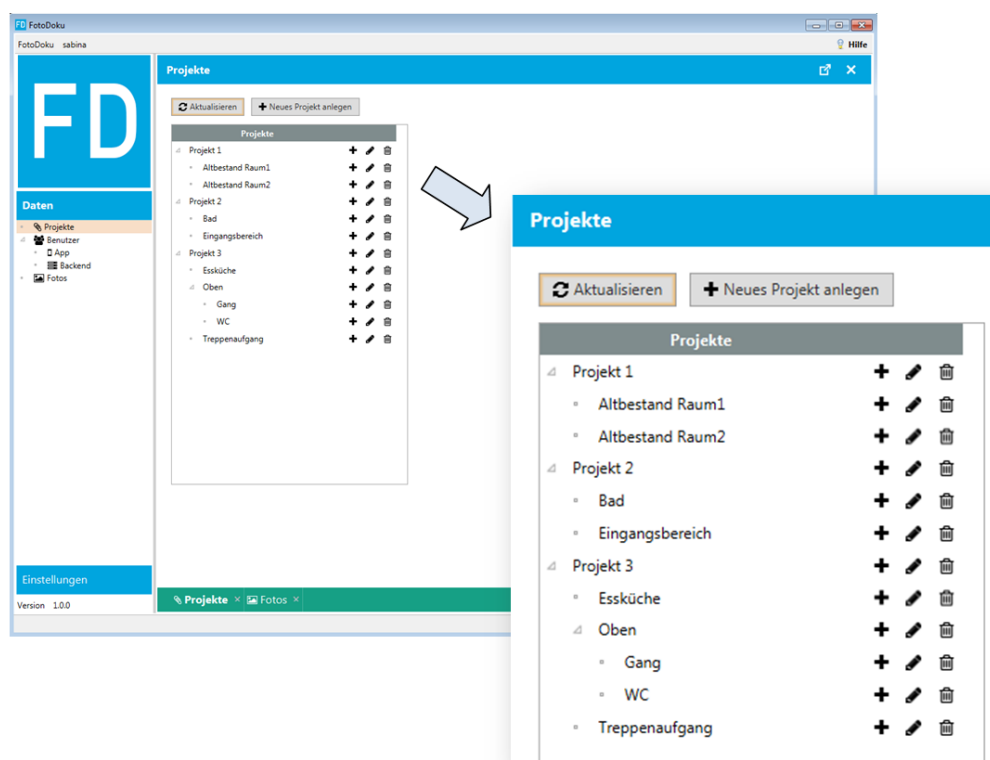 FD FotoDoku
FotoDoku sabina Hilfe
FD
Projekte
Aktualisieren Neues Projekt anlegen
Projekte
Projekt 1
Altbestand Raum1
Altbestand Raum2
Projekt 2
Bad
Eingangsbereich
Projekt 3
Essküche
Oben
Gang
WC
Treppenaufgang
Daten
Projekte
Benutzer
App
Backend
Fotos
Einstellungen
Version 1.0.0
Projekte × Fotos ×
Projekte
Aktualisieren Neues Projekt anlegen
Projekte
Projekt 1
Altbestand Raum1
Altbestand Raum2
Projekt 2
Bad
Eingangsbereich
Projekt 3
Essküche
Oben
Gang
WC
Treppenaufgang